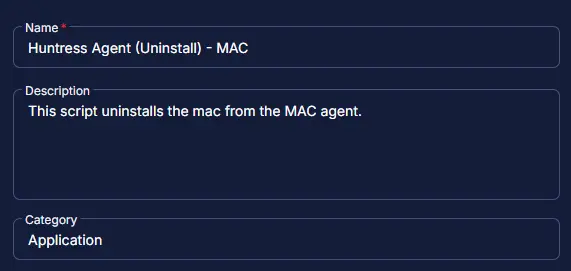 Name *
Huntress Agent (Uninstall) - MAC
Description
This script uninstalls the mac from the MAC agent.
Category
Application